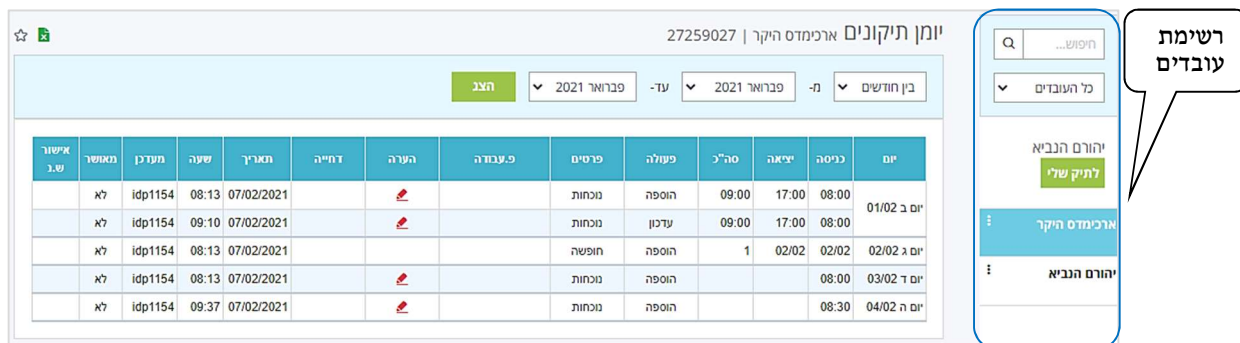 רשימת
עובדים
חיפוש...
כל העובדים
יהורם הנביא
לתיק שלי
ארכימדס היקר
יהורם הנביא
יומן תיקונים ארכימדס היקר | 27259027
בין חודשים מ- פברואר 2021 עד- פברואר 2021 הצג
יום כניסה יציאה סה"כ פעולה פרטים פ.עבודה הערה דחייה תאריך שעה מעדכן מאושר אישור ש.נ
יום ב 01/02 08:00 17:00 09:00 הוספה נוכחות 07/02/2021 08:13 idp1154 לא
08:00 17:00 09:00 עדכון נוכחות 07/02/2021 09:10 idp1154 לא
יום ג 02/02 02/02 02/02 1 הוספה חופשה 07/02/2021 08:13 idp1154 לא
יום ד 03/02 08:00 הוספה נוכחות 07/02/2021 08:13 idp1154 לא
יום ה 04/02 08:30 הוספה נוכחות 07/02/2021 09:37 idp1154 לא